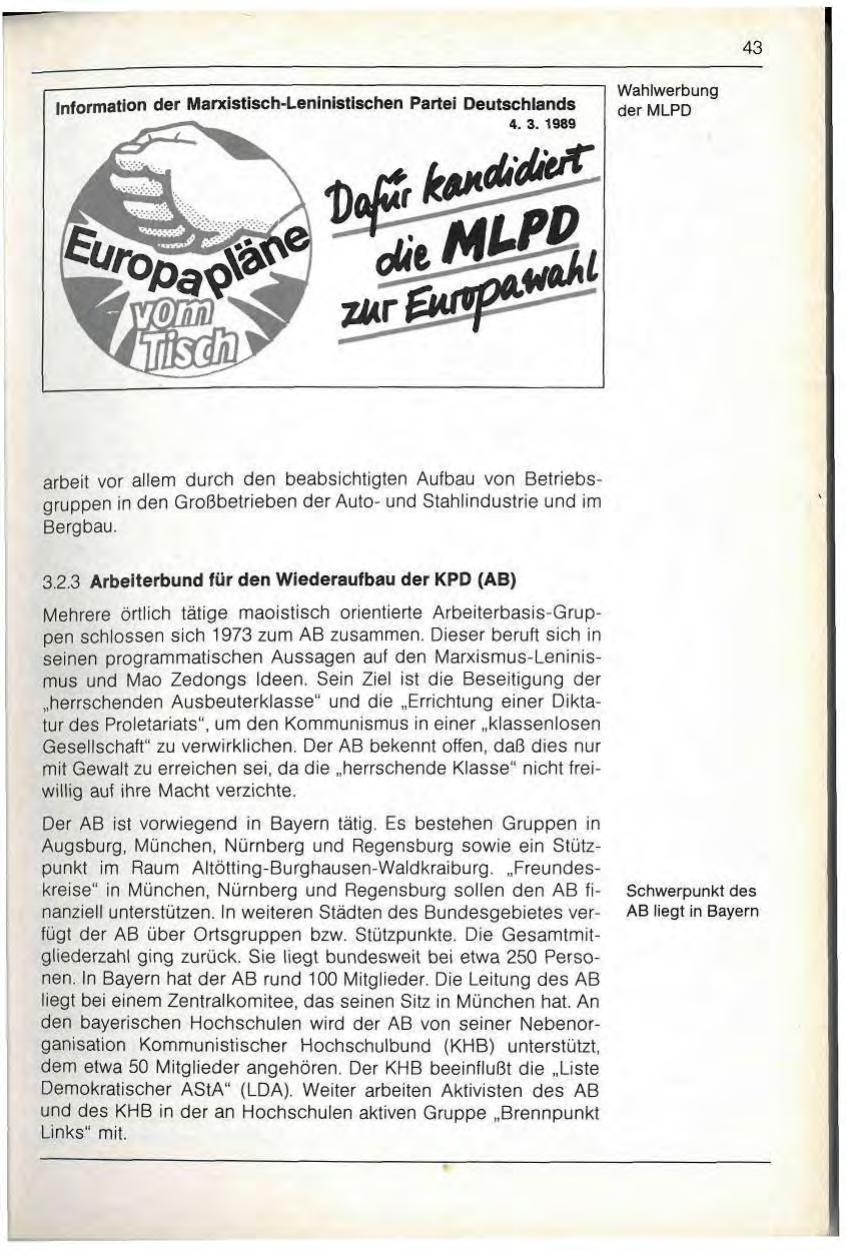 43
Wahlwerbung
der MLPD
Information der Marxistisch-Leninistischen Partei Deutschlands
4. 3. 1989
Europapläne
vom
Tisch
Dafür kandidiert
die MLPD
zur Europawahl
arbeit vor allem durch den beabsichtigten Aufbau von Betriebs-
gruppen in den Großbetrieben der Auto- und Stahlindustrie und im
Bergbau.
3.2.3 Arbeiterbund für den Wiederaufbau der KPD (AB)
Mehrere örtlich tätige maoistisch orientierte Arbeiterbasis-Grup-
pen schlossen sich 1973 zum AB zusammen. Dieser beruft sich in
seinen programmatischen Aussagen auf den Marxismus-Leninis-
mus und Mao Zedongs Ideen. Sein Ziel ist die Beseitigung der
„herrschenden Ausbeuterklasse" und die „Errichtung einer Dikta-
tur des Proletariats", um den Kommunismus in einer „klassenlosen
Gesellschaft" zu verwirklichen. Der AB bekennt offen, daß dies nur
mit Gewalt zu erreichen sei, da die „herrschende Klasse" nicht frei-
willig auf ihre Macht verzichte.
Der AB ist vorwiegend in Bayern tätig. Es bestehen Gruppen in
Augsburg, München, Nürnberg und Regensburg sowie ein Stütz-
punkt im Raum Altötting-Burghausen-Waldkraiburg. „Freundes-
kreise" in München, Nürnberg und Regensburg sollen den AB fi-
nanziell unterstützen. In weiteren Städten des Bundesgebietes ver-
fügt der AB über Ortsgruppen bzw. Stützpunkte. Die Gesamtmit-
gliederzahl ging zurück. Sie liegt bundesweit bei etwa 250 Perso-
nen. In Bayern hat der AB rund 100 Mitglieder. Die Leitung des AB
liegt bei einem Zentralkomitee, das seinen Sitz in München hat. An
den bayerischen Hochschulen wird der AB von seiner Nebenor-
ganisation Kommunistischer Hochschulbund (KHB) unterstützt,
dem etwa 50 Mitglieder angehören. Der KHB beeinflußt die „Liste
Demokratischer AStA" (LDA). Weiter arbeiten Aktivisten des AB
und des KHB in der an Hochschulen aktiven Gruppe „Brennpunkt
Links" mit.
Schwerpunkt des
AB liegt in Bayern